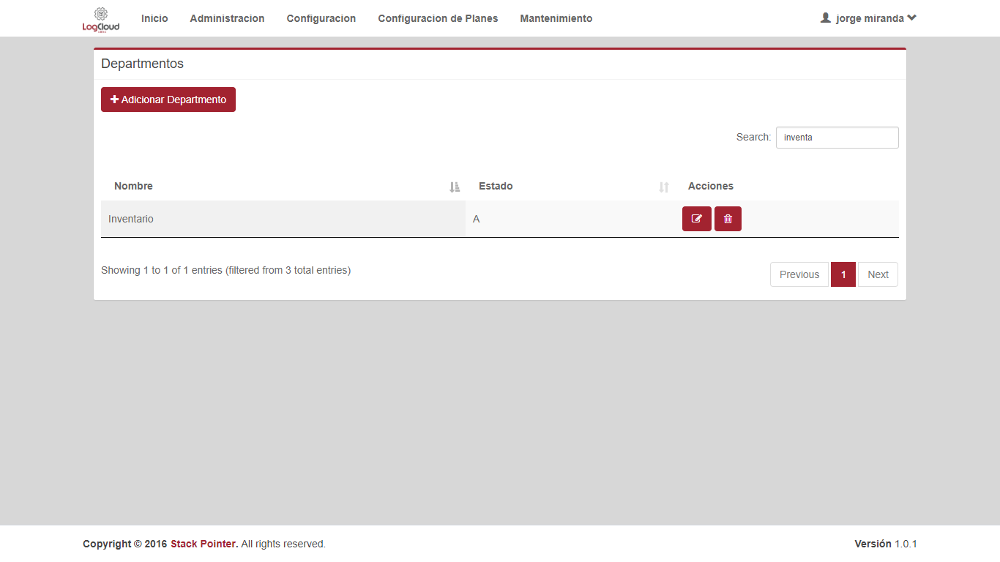 LogCloud
Inicio Administracion Configuracion Configuracion de Planes Mantenimiento jorge miranda
Departmentos
Adicionar Departmento
Search: inventa
Nombre Estado Acciones
Inventario A
Showing 1 to 1 of 1 entries (filtered from 3 total entries)
Previous 1 Next
Copyright © 2016 Stack Pointer. All rights reserved. Versión 1.0.1